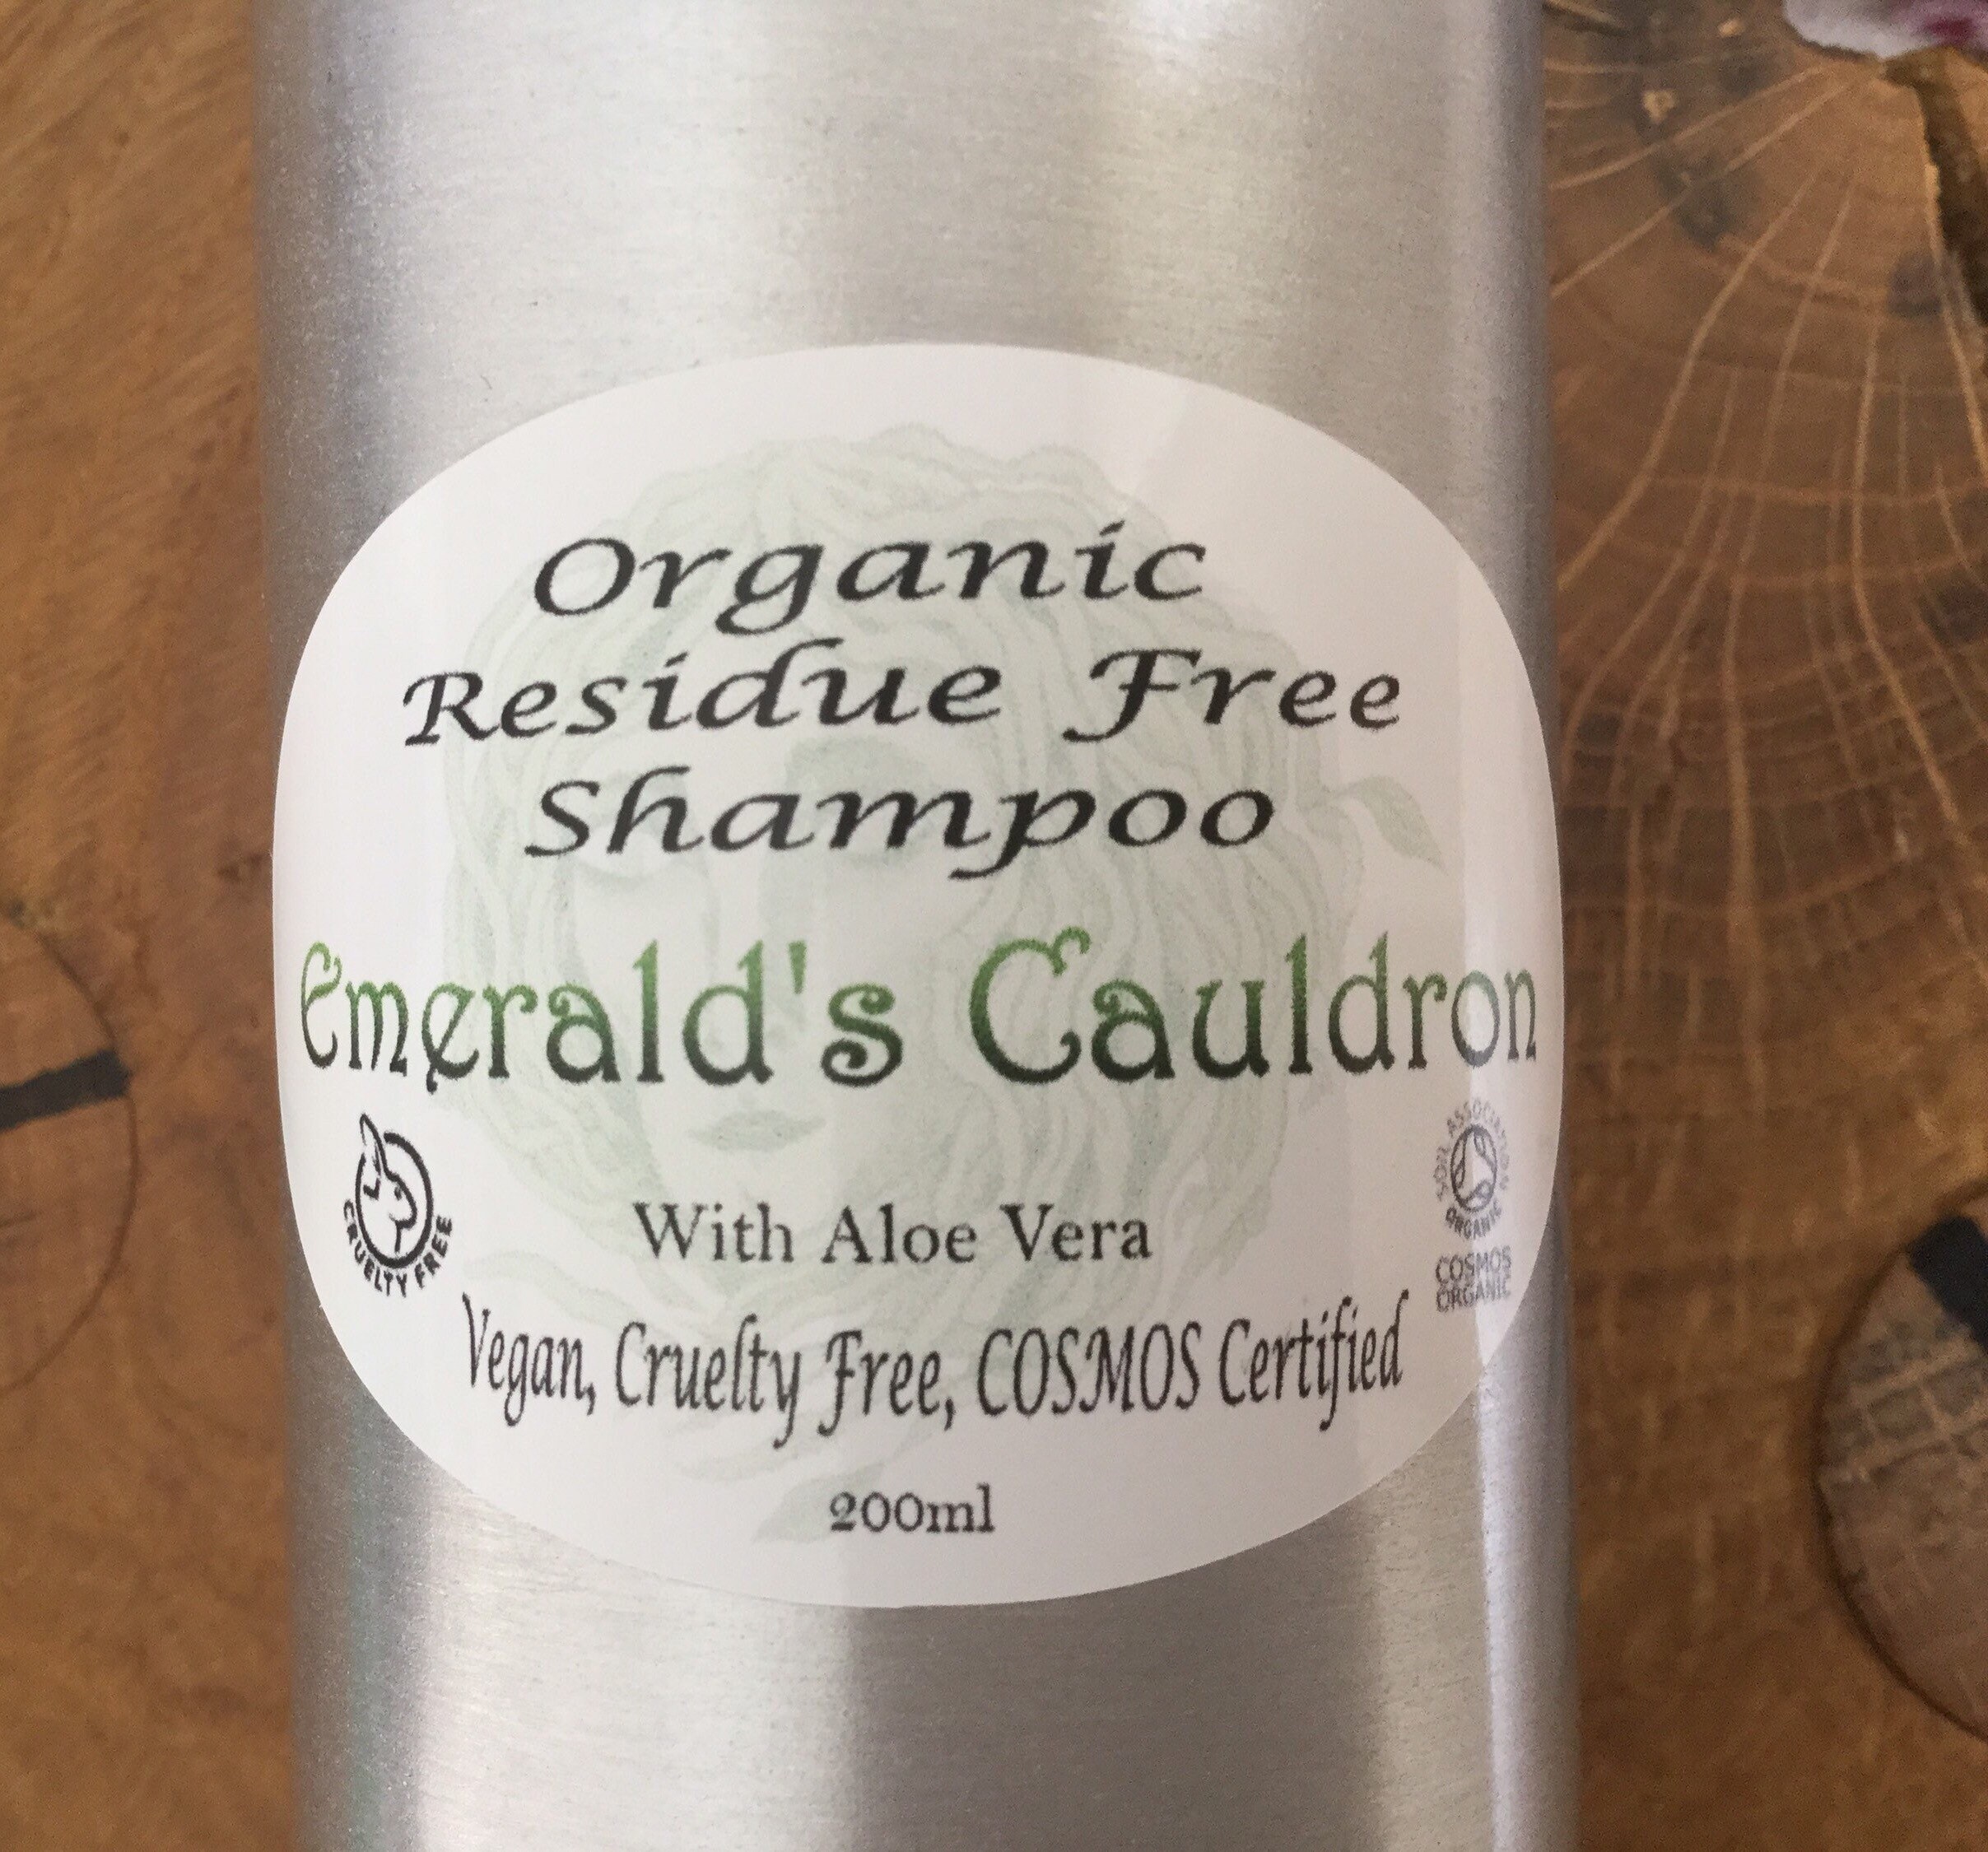 Organic
Residue Free
Shampoo
Emerald's Cauldron
CRUELTY FREE
SOIL ASSOCIATION
ORGANIC
COSMOS
ORGANIC
With Aloe Vera
Vegan, Cruelty Free, COSMOS Certified
200ml